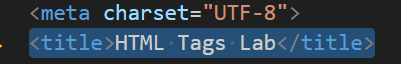 <meta charset="UTF-8">
<title>HTML Tags Lab</title>